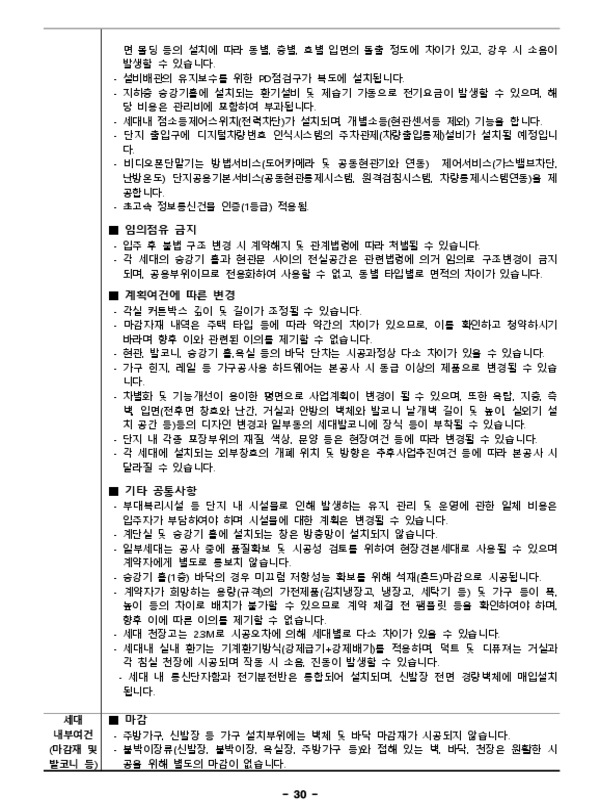 면 몰딩 등의 설치에 따라 동별, 층별, 호별 입면의 돌출 정도에 차이가 있고, 강우 시 소음이
발생할 수 있습니다.
- 설비배관의 유지보수를 위한 PD점검구가 복도에 설치됩니다.
- 지하층 승강기홀에 설치되는 환기설비 및 제습기 가동으로 전기요금이 발생할 수 있으며, 해
당 비용은 관리비에 포함하여 부과됩니다.
- 세대내 점소등제어스위치(전력차단)가 설치되며, 개별소등(현관센서등 제외) 기능을 합니다.
- 단지 출입구에 디지털차량번호 인식시스템의 주차관제(차량출입통제)설비가 설치될 예정입니
다.
- 비디오폰단말기는 방법서비스(도어카메라 및 공동현관기와 연동) 제어서비스(가스밸브차단,
난방온도) 단지공용기본서비스(공동현관통제시스템, 원격검침시스템, 차량통제시스템연동)을 제
공합니다.
- 초고속 정보통신건물 인증(1등급) 적용됨.
■ 임의점유 금지
- 입주 후 불법 구조 변경 시 계약해지 및 관계법령에 따라 처벌될 수 있습니다.
- 각 세대의 승강기 홀과 현관문 사이의 전실공간은 관련법령에 의거 임의로 구조변경이 금지
되며, 공용부위이므로 전용화하여 사용할 수 없고, 동별 타입별로 면적의 차이가 있습니다.
■ 계획여건에 따른 변경
- 각실 커튼박스 깊이 및 길이가 조정될 수 있습니다.
- 마감자재 내역은 주택 타입 등에 따라 약간의 차이가 있으므로, 이를 확인하고 청약하시기
바라며 향후 이와 관련된 이의를 제기할 수 없습니다.
- 현관, 발코니, 승강기 홀,욕실 등의 바닥 단차는 시공과정상 다소 차이가 있을 수 있습니다.
- 가구 힌지, 레일 등 가구공사용 하드웨어는 본공사 시 동급 이상의 제품으로 변경될 수 있습
니다.
- 차별화 및 기능개선이 용이한 평면으로 사업계획이 변경이 될 수 있으며, 또한 옥탑, 지중, 측
벽, 입면(전후면 창호와 난간, 거실과 안방의 벽체와 발코니 날개벽 길이 및 높이, 실외기 설
치 공간 등)등의 디자인 변경과 일부동의 세대발코니에 장식 등이 부착될 수 있습니다.
- 단지 내 각종 포장부위의 재질, 색상, 문양 등은 현장여건 등에 따라 변경될 수 있습니다.
- 각 세대에 설치되는 외부창호의 개폐 위치 및 방향은 추후사업추진여건 등에 따라 본공사 시
달라질 수 있습니다.
■ 기타 공통사항
- 부대복리시설 등 단지 내 시설물로 인해 발생하는 유지, 관리 및 운영에 관한 일체 비용은
입주자가 부담하여야 하며 시설물에 대한 계획은 변경될 수 있습니다.
- 계단실 및 승강기 홀에 설치되는 창은 방충망이 설치되지 않습니다.
- 일부세대는 공사 중에 품질확보 및 시공성 검토를 위하여 현장견본세대로 사용될 수 있으며
계약자에게 별도로 통보치 않습니다.
- 승강기 홀(1층) 바닥의 경우 미끄럼 저항성능 확보를 위해 석재(혼드)마감으로 시공됩니다.
- 계약자가 희망하는 용량(규격)의 가전제품(김치냉장고, 냉장고, 세탁기 등) 및 가구 등이 폭,
높이 등의 차이로 배치가 불가할 수 있으므로 계약 체결 전 팸플릿 등을 확인하여야 하며,
향후 이에 따른 이의를 제기할 수 없습니다.
- 세대 천장고는 2.3M로 시공오차에 의해 세대별로 다소 차이가 있을 수 있습니다.
- 세대내 실내 환기는 기계환기방식(강제급기+강제배기)를 적용하며, 덕트 및 디퓨져는 거실과
각 침실 천장에 시공되며 작동 시 소음, 진동이 발생할 수 있습니다.
- 세대 내 통신단자함과 전기분전반은 통합되어 설치되며, 신발장 전면 경량벽체에 매입설치
됩니다.
세대
내부여건
(마감재 및
발코니 등)
■ 마감
- 주방가구, 신발장 등 가구 설치부위에는 벽체 및 바닥 마감재가 시공되지 않습니다.
- 붙박이장류(신발장, 붙박이장, 욕실장, 주방가구 등)와 접해 있는 벽, 바닥, 천장은 원활한 시
공을 위해 별도의 마감이 없습니다.
- 30 -